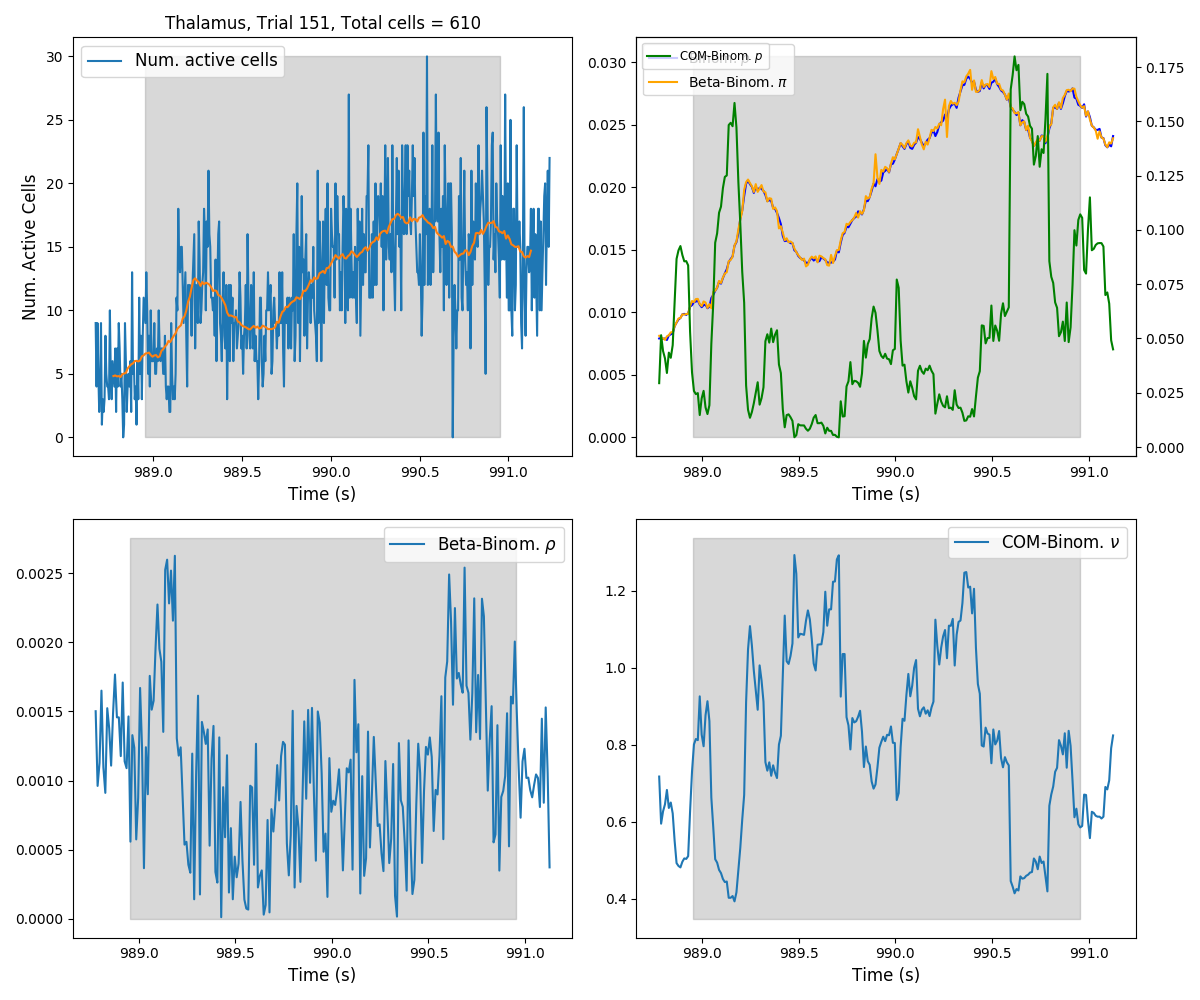 Thalamus, Trial 151, Total cells = 610
Num. active cells
Num. Active Cells
30
25
20
15
10
5
0
989.0 989.5 990.0 990.5 991.0
Time (s)
COM-Binom. p
Beta-Binom. π
0.030
0.025
0.020
0.015
0.010
0.005
0.000
0.175
0.150
0.125
0.100
0.075
0.050
0.025
0.000
989.0 989.5 990.0 990.5 991.0
Time (s)
Beta-Binom. ρ
0.0025
0.0020
0.0015
0.0010
0.0005
0.0000
989.0 989.5 990.0 990.5 991.0
Time (s)
COM-Binom. ν
1.2
1.0
0.8
0.6
0.4
989.0 989.5 990.0 990.5 991.0
Time (s)